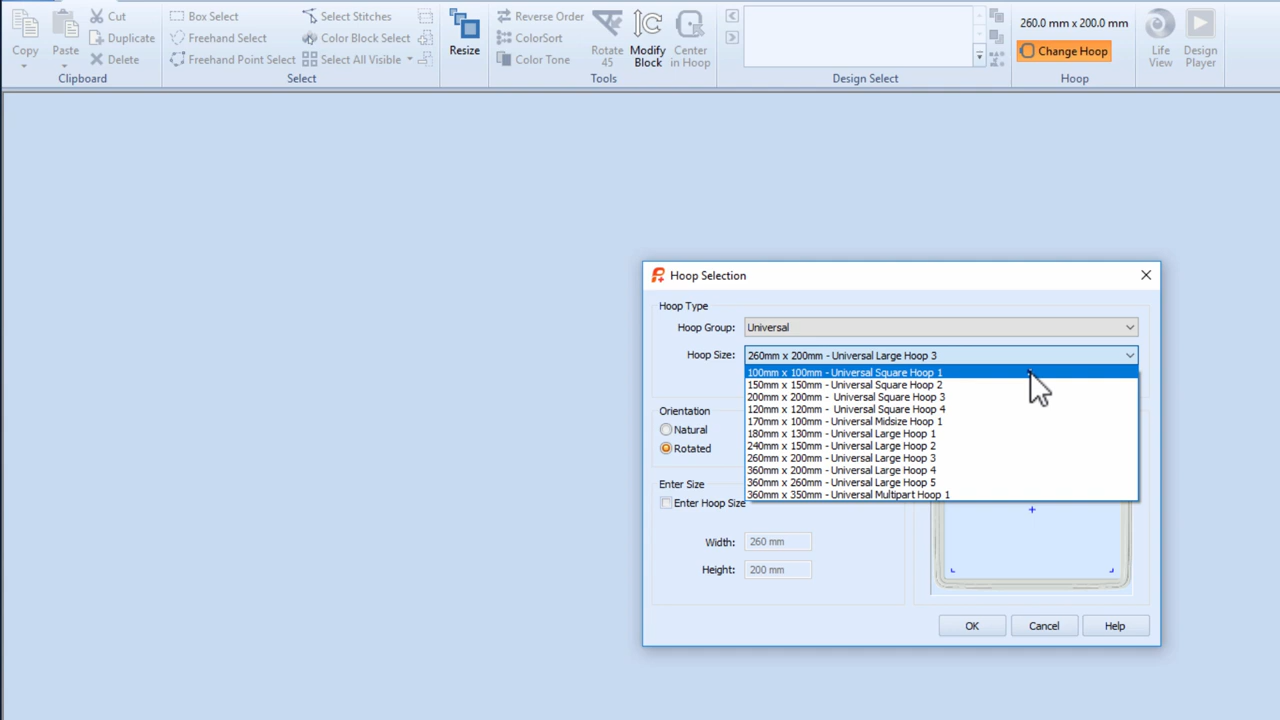 Copy
Paste
Cut
Duplicate
Delete
Clipboard
Box Select
Freehand Select
Freehand Point Select
Select Stitches
Color Block Select
Select All Visible
Select
Resize
Reverse Order
ColorSort
Color Tone
Rotate
45
Modify
Block
Center
in Hoop
Tools
Design Select
260.0 mm x 200.0 mm
Change Hoop
Hoop
Life
View
Design
Player
Hoop Selection
Hoop Type
Hoop Group: Universal
Hoop Size: 260mm x 200mm - Universal Large Hoop 3
100mm x 100mm - Universal Square Hoop 1
150mm x 150mm - Universal Square Hoop 2
200mm x 200mm - Universal Square Hoop 3
120mm x 120mm - Universal Square Hoop 4
170mm x 100mm - Universal Midsize Hoop 1
180mm x 130mm - Universal Large Hoop 1
240mm x 150mm - Universal Large Hoop 2
260mm x 200mm - Universal Large Hoop 3
360mm x 200mm - Universal Large Hoop 4
360mm x 260mm - Universal Large Hoop 5
360mm x 350mm - Universal Multipart Hoop 1
Orientation
Natural
Rotated
Enter Size
Enter Hoop Size
Width: 260 mm
Height: 200 mm
OK
Cancel
Help